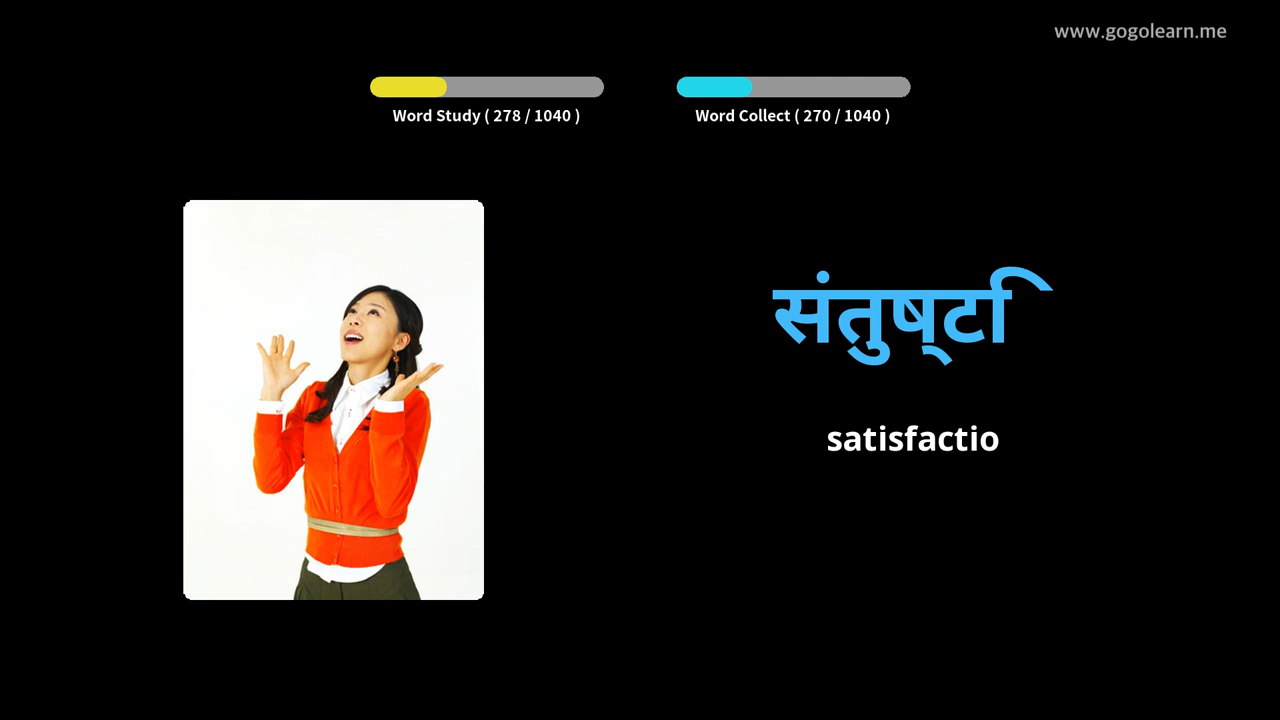 www.gogolearn.me
Word Study ( 278 / 1040 )
Word Collect ( 270 / 1040 )
संतुष्टि
satisfactio